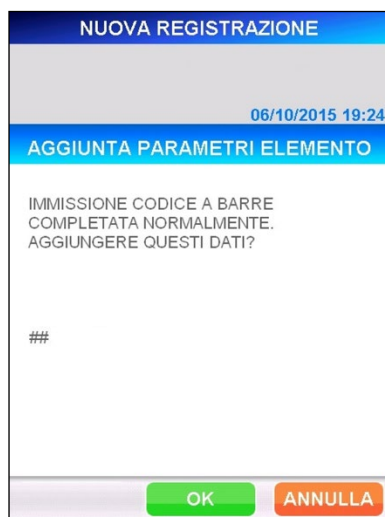 NUOVA REGISTRAZIONE
06/10/2015 19:24
AGGIUNTA PARAMETRI ELEMENTO
IMMISSIONE CODICE A BARRE
COMPLETATA NORMALMENTE.
AGGIUNGERE QUESTI DATI?
##
OK ANNULLA